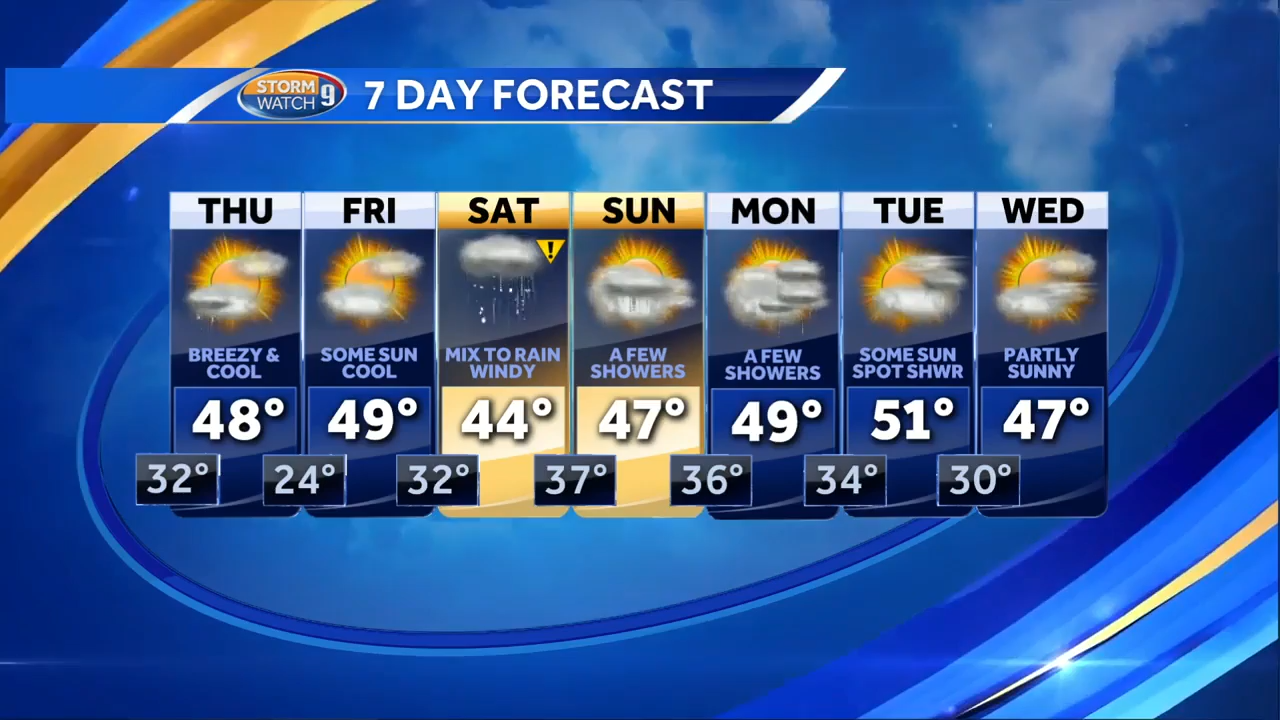 STORM
WATCH 9
7 DAY FORECAST
THU
FRI
SAT
SUN
MON
TUE
WED
!
BREEZY &
COOL
SOME SUN
COOL
MIX TO RAIN
WINDY
A FEW
SHOWERS
A FEW
SHOWERS
SOME SUN
SPOT SHWR
PARTLY
SUNNY
48°
49°
44°
47°
49°
51°
47°
32°
24°
32°
37°
36°
34°
30°